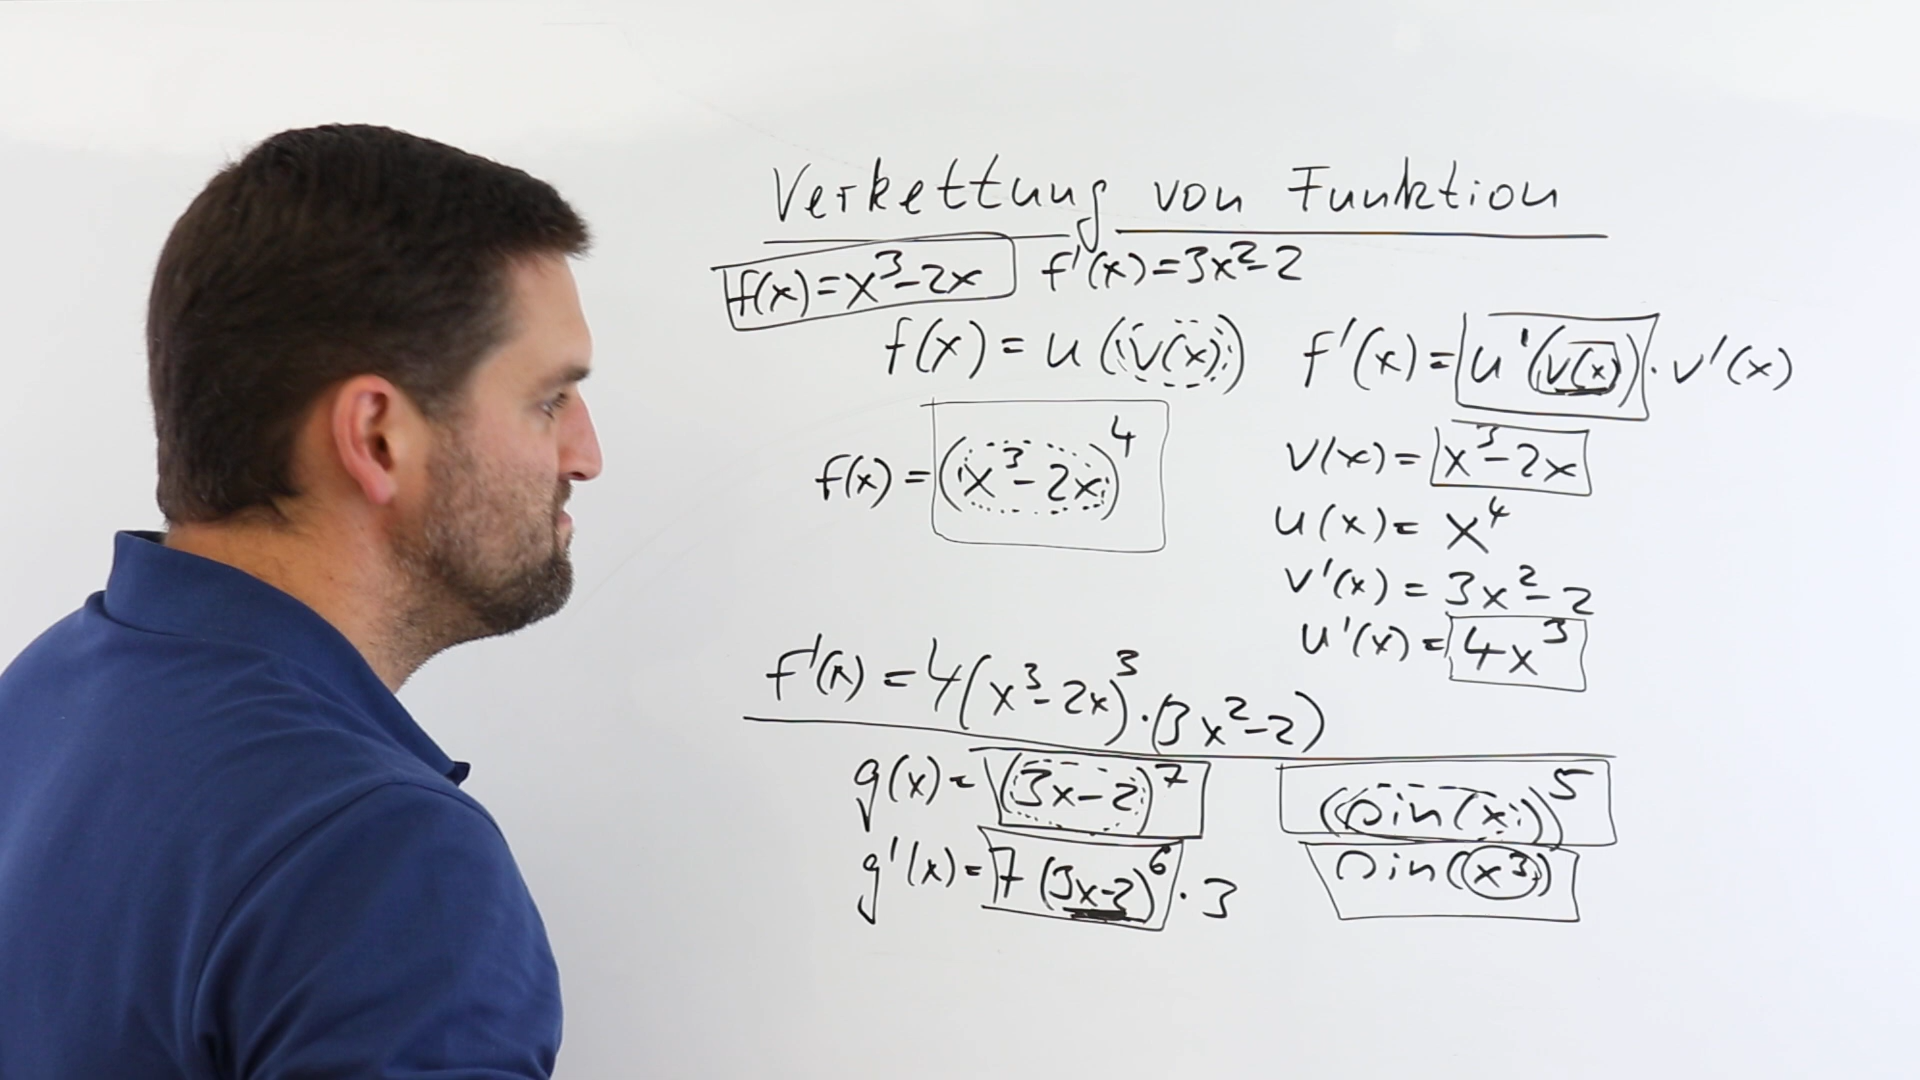 Verkettung von Funktion
f(x)=x³-2x f'(x)=3x²-2
f(x) = u(v(x)) f'(x)=u'(v(x))·v'(x)
f(x) = (x³-2x)⁴ v(x)= x³-2x
u(x)= x⁴
v'(x) = 3x²-2
u'(x) = 4x³
f'(x) = 4(x³-2x)³·(3x²-2)
g(x)= (3x-2)⁷ (sin(x))⁵
g'(x)= 7(3x-2)⁶·3 sin(x³)